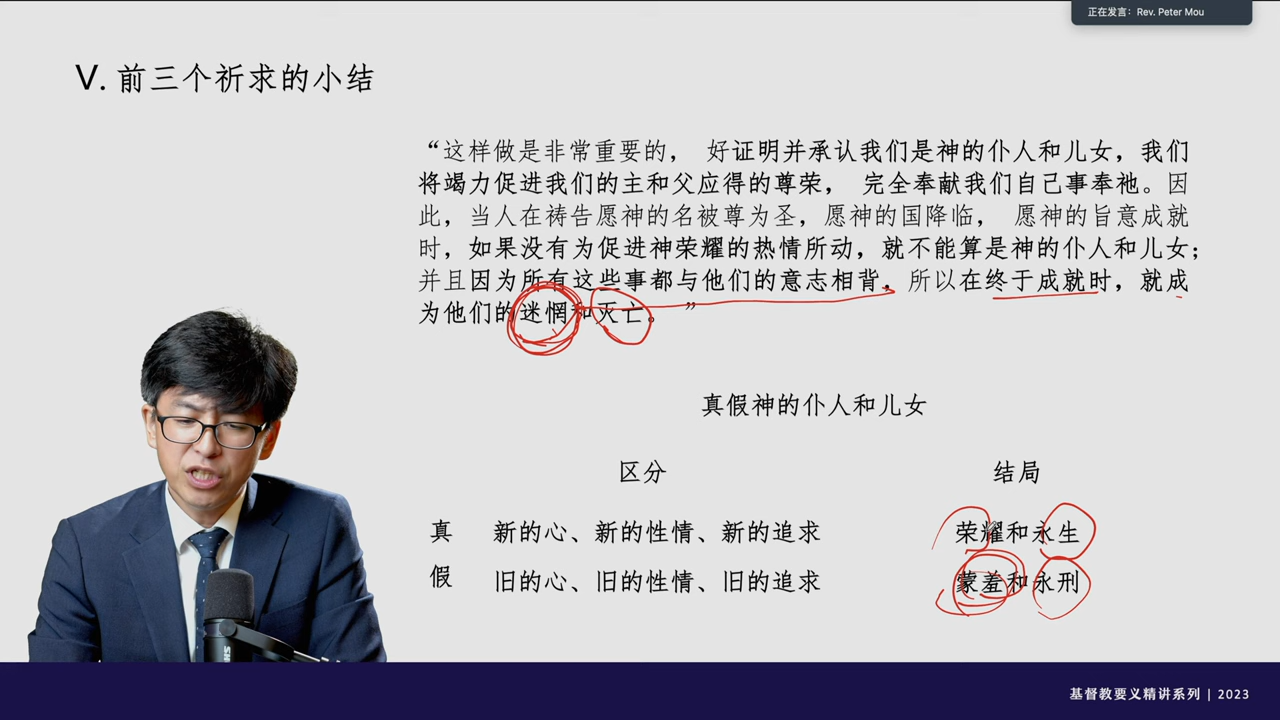 正在发言: Rev. Peter Mou
V. 前三个祈求的小结
“这样做是非常重要的， 好证明并承认我们是神的仆人和儿女，我们
将竭力促进我们的主和父应得的尊荣， 完全奉献我们自己事奉祂。因
此，当人在祷告愿神的名被尊为圣，愿神的国降临， 愿神的旨意成就
时，如果没有为促进神荣耀的热情所动，就不能算是神的仆人和儿女；
并且因为所有这些事都与他们的意志相背，所以在终于成就时，就成
为他们的迷惘和灭亡。 ”
真假神的仆人和儿女
区分 结局
真 新的心、新的性情、新的追求 荣耀和永生
假 旧的心、旧的性情、旧的追求 蒙羞和永刑
基督教要义精讲系列 | 2023